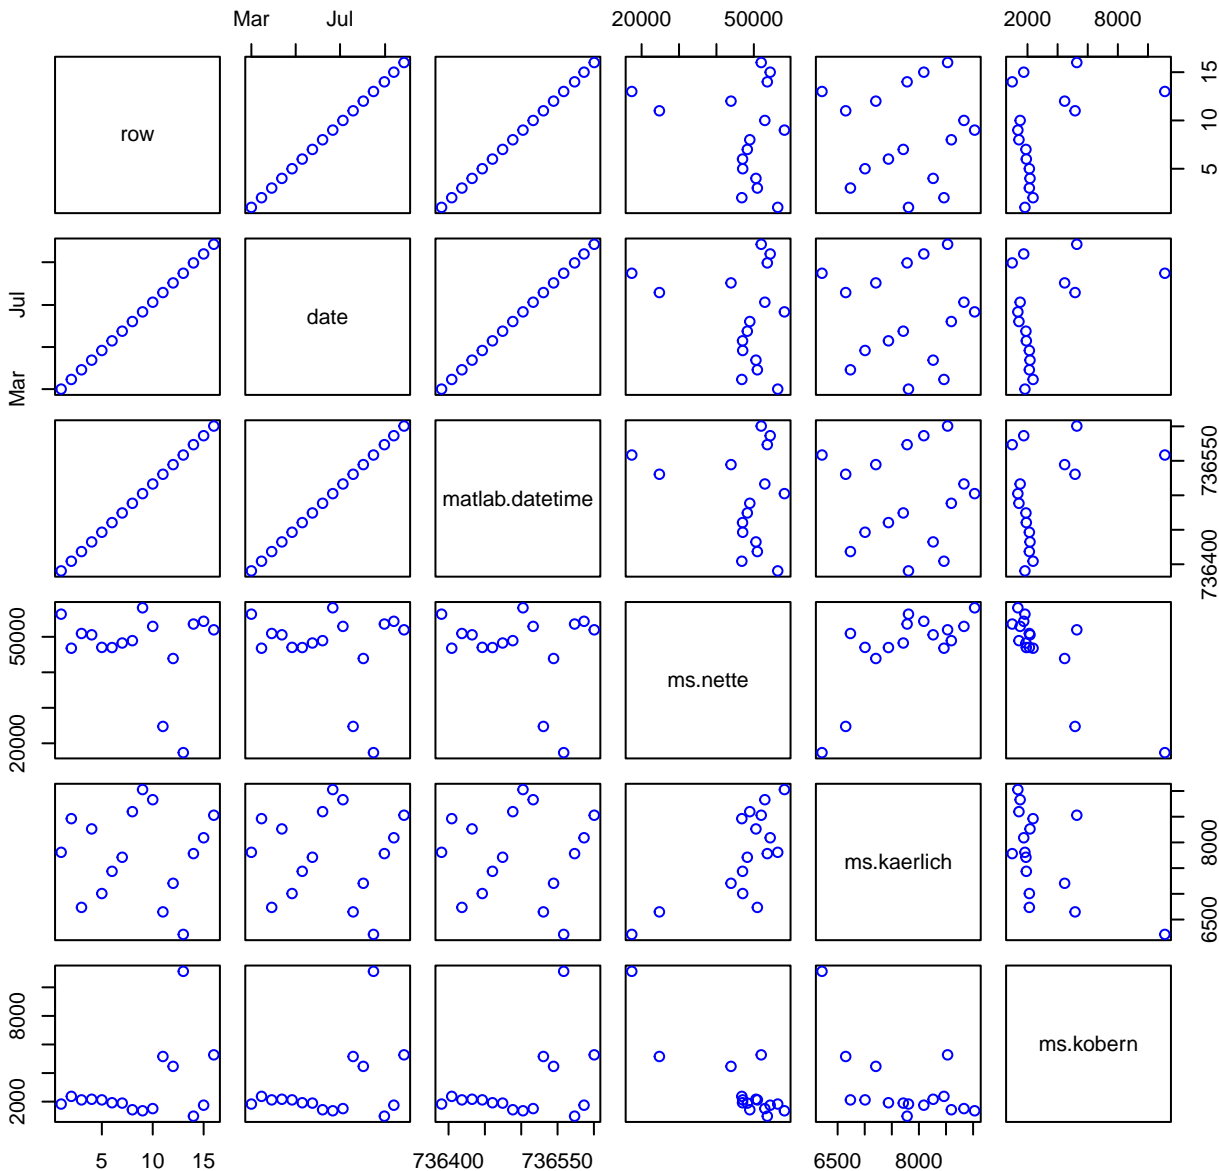 Mar Jul 20000 50000 2000 8000
row
5 10 15
Mar Jul
date
matlab.datetime
736400 736550
20000 50000
ms.nette
ms.kaerlich
6500 8000
2000 8000
ms.kobern
5 10 15 736400 736550 6500 8000